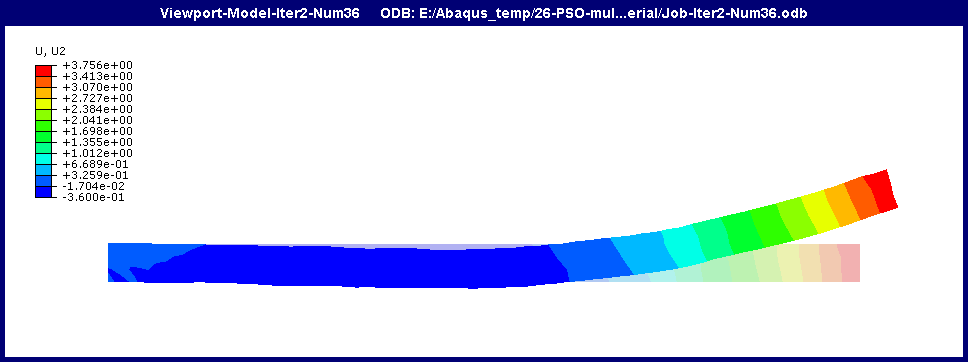 Viewport-Model-Iter2-Num36 ODB: E:/Abaqus_temp/26-PSO-mul...erial/Job-Iter2-Num36.odb
U, U2
+3.756e+00
+3.413e+00
+3.070e+00
+2.727e+00
+2.384e+00
+2.041e+00
+1.698e+00
+1.355e+00
+1.012e+00
+6.689e-01
+3.259e-01
-1.704e-02
-3.600e-01